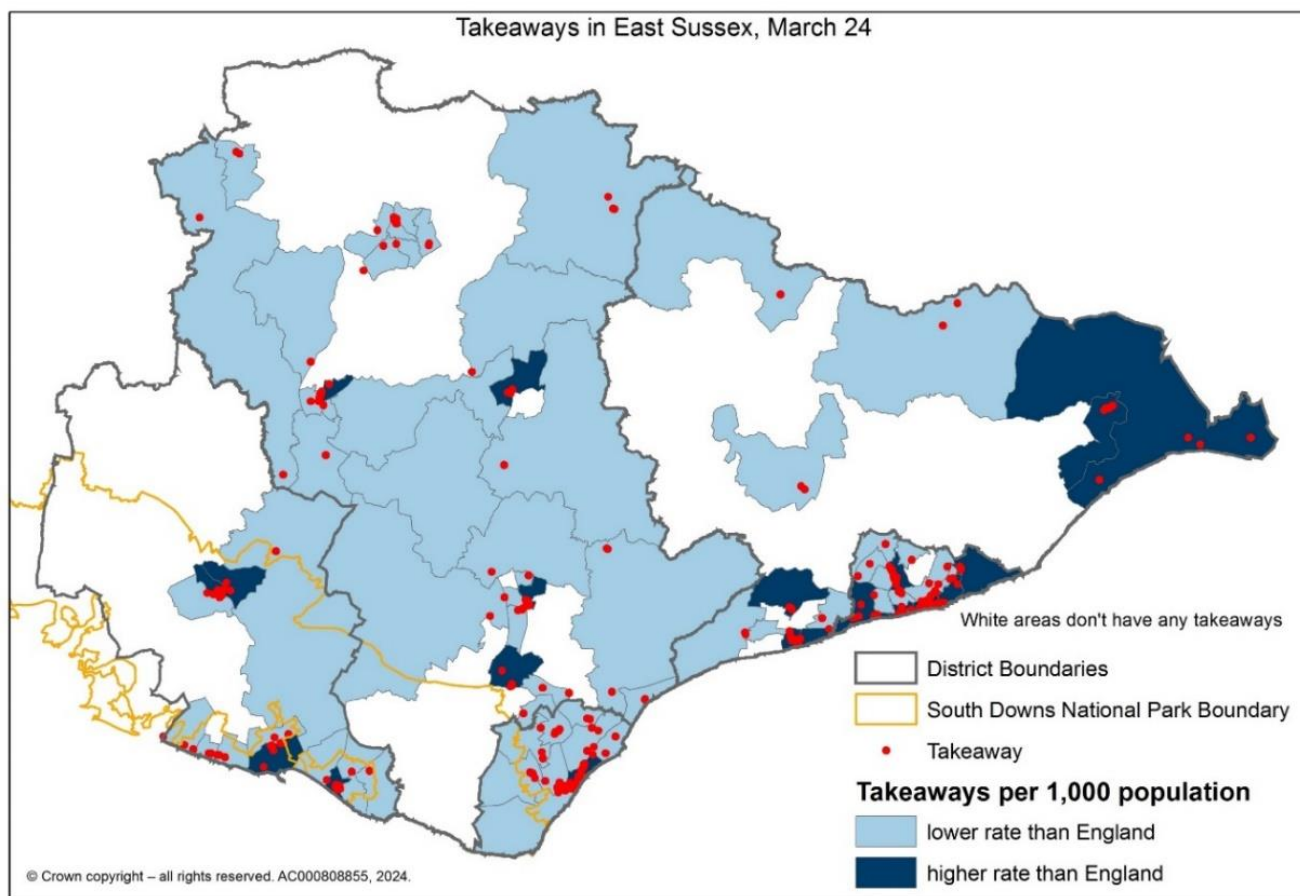 Takeaways in East Sussex, March 24
White areas don't have any takeaways
District Boundaries
South Downs National Park Boundary
Takeaway
Takeaways per 1,000 population
lower rate than England
higher rate than England
© Crown copyright – all rights reserved. AC000808855, 2024.